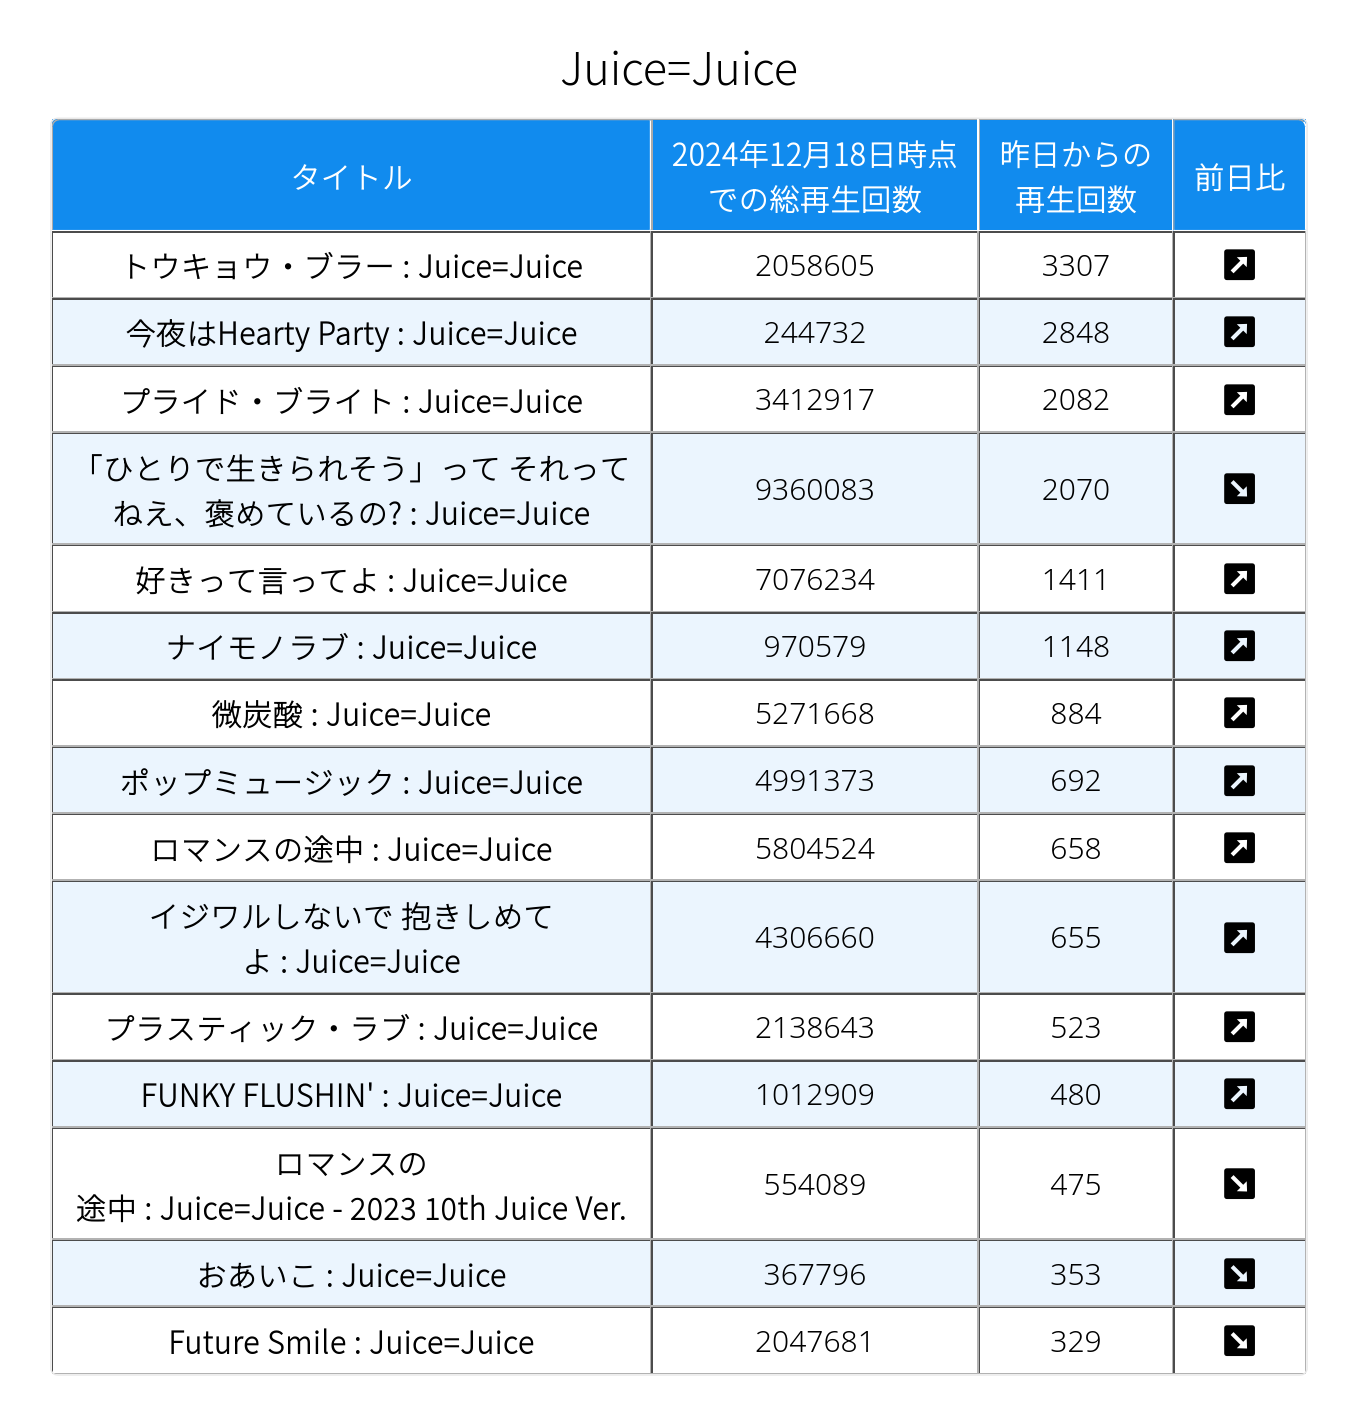 Juice=Juice
タイトル
2024年12月18日時点
での総再生回数
昨日からの
再生回数
前日比
トウキョウ・ブラー : Juice=Juice
2058605
3307
今夜はHearty Party : Juice=Juice
244732
2848
プライド・ブライト : Juice=Juice
3412917
2082
「ひとりで生きられそう」って それって
ねえ、褒めているの? : Juice=Juice
9360083
2070
好きって言ってよ : Juice=Juice
7076234
1411
ナイモノラブ : Juice=Juice
970579
1148
微炭酸 : Juice=Juice
5271668
884
ポップミュージック : Juice=Juice
4991373
692
ロマンスの途中 : Juice=Juice
5804524
658
イジワルしないで 抱きしめて
よ : Juice=Juice
4306660
655
プラスティック・ラブ : Juice=Juice
2138643
523
FUNKY FLUSHIN' : Juice=Juice
1012909
480
ロマンスの
途中 : Juice=Juice - 2023 10th Juice Ver.
554089
475
おあいこ : Juice=Juice
367796
353
Future Smile : Juice=Juice
2047681
329